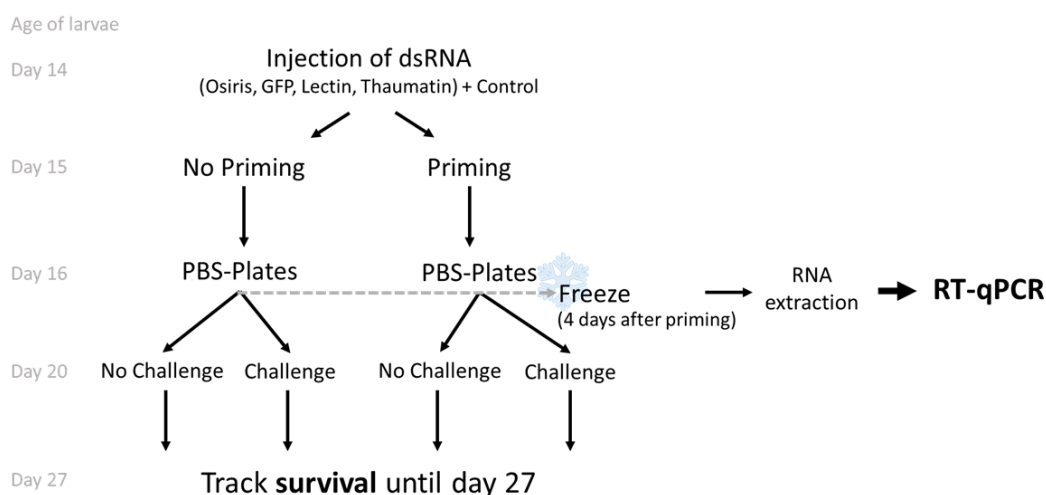 Age of larvae
Day 14
Injection of dsRNA
(Osiris, GFP, Lectin, Thaumatin) + Control
Day 15
No Priming
Priming
Day 16
PBS-Plates
PBS-Plates
Freeze
(4 days after priming)
RNA
extraction
RT-qPCR
Day 20
No Challenge
Challenge
No Challenge
Challenge
Day 27
Track survival until day 27